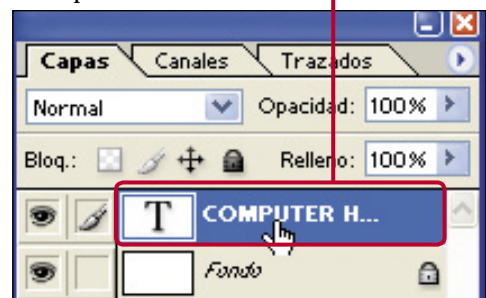 Capas Canales Trazados
Normal Opacidad: 100%
Bloq.: Relleno: 100%
T COMPUTER H...
Fondo